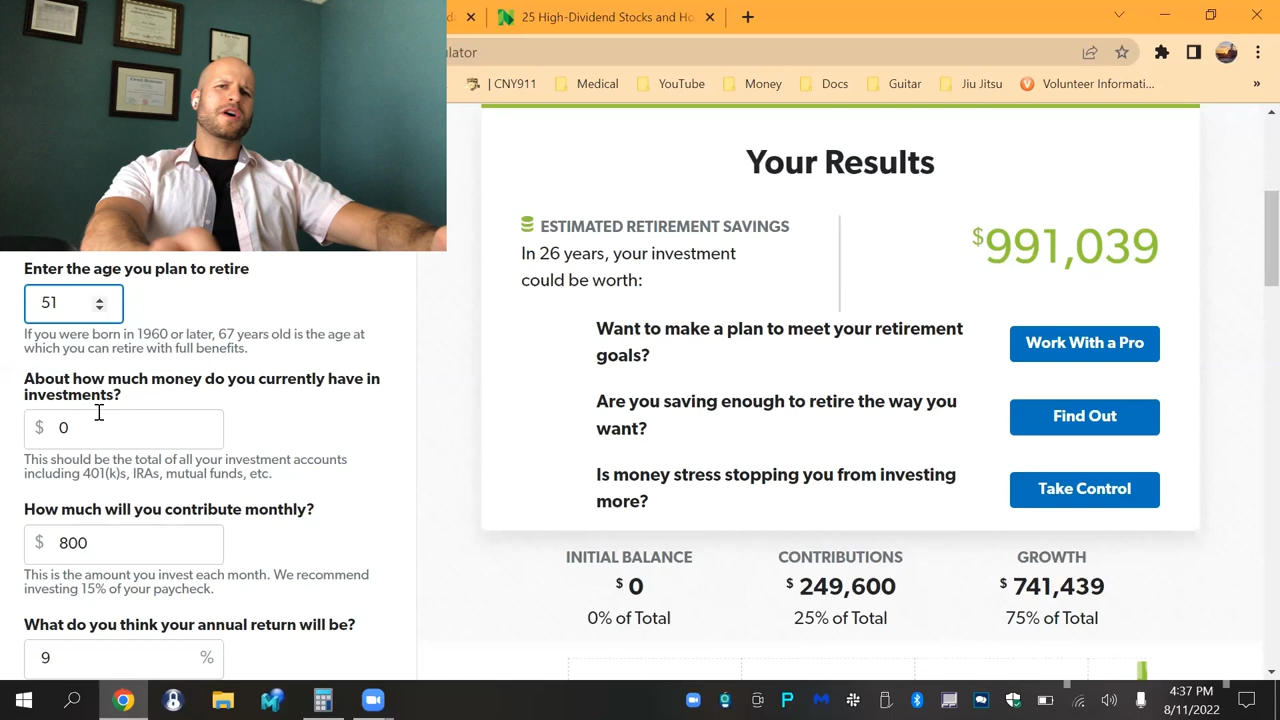 25 High-Dividend Stocks and Ho
ulator
| CNY911
Medical
YouTube
Money
Docs
Guitar
Jiu Jitsu
Volunteer Informati...
»
Enter the age you plan to retire
51
If you were born in 1960 or later, 67 years old is the age at
which you can retire with full benefits.
About how much money do you currently have in
investments?
$ 0
This should be the total of all your investment accounts
including 401(k)s, IRAs, mutual funds, etc.
How much will you contribute monthly?
$ 800
This is the amount you invest each month. We recommend
investing 15% of your paycheck.
What do you think your annual return will be?
9 %
Your Results
ESTIMATED RETIREMENT SAVINGS
In 26 years, your investment
could be worth:
$991,039
Want to make a plan to meet your retirement
goals?
Work With a Pro
Are you saving enough to retire the way you
want?
Find Out
Is money stress stopping you from investing
more?
Take Control
INITIAL BALANCE
$ 0
0% of Total
CONTRIBUTIONS
$ 249,600
25% of Total
GROWTH
$ 741,439
75% of Total
4:37 PM
8/11/2022